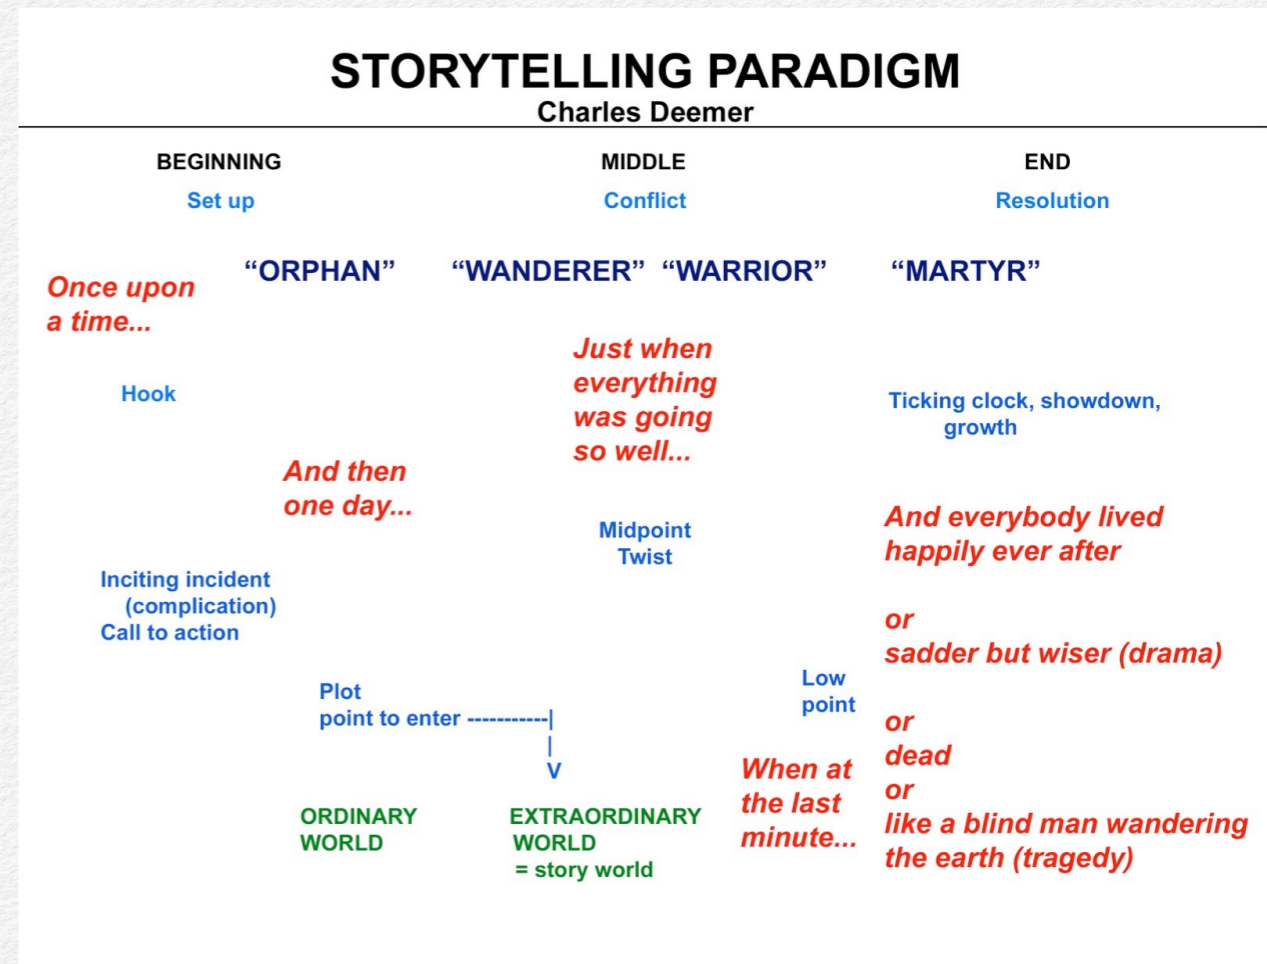 STORYTELLING PARADIGM
Charles Deemer
BEGINNING MIDDLE END
Set up Conflict Resolution
“ORPHAN” “WANDERER” “WARRIOR” “MARTYR”
Once upon
a time...
Hook
And then
one day...
Inciting incident
(complication)
Call to action
Plot
point to enter -----------|
|
V
ORDINARY
WORLD
EXTRAORDINARY
WORLD
= story world
Just when
everything
was going
so well...
Midpoint
Twist
Low
point
When at
the last
minute...
Ticking clock, showdown,
growth
And everybody lived
happily ever after
or
sadder but wiser (drama)
or
dead
or
like a blind man wandering
the earth (tragedy)